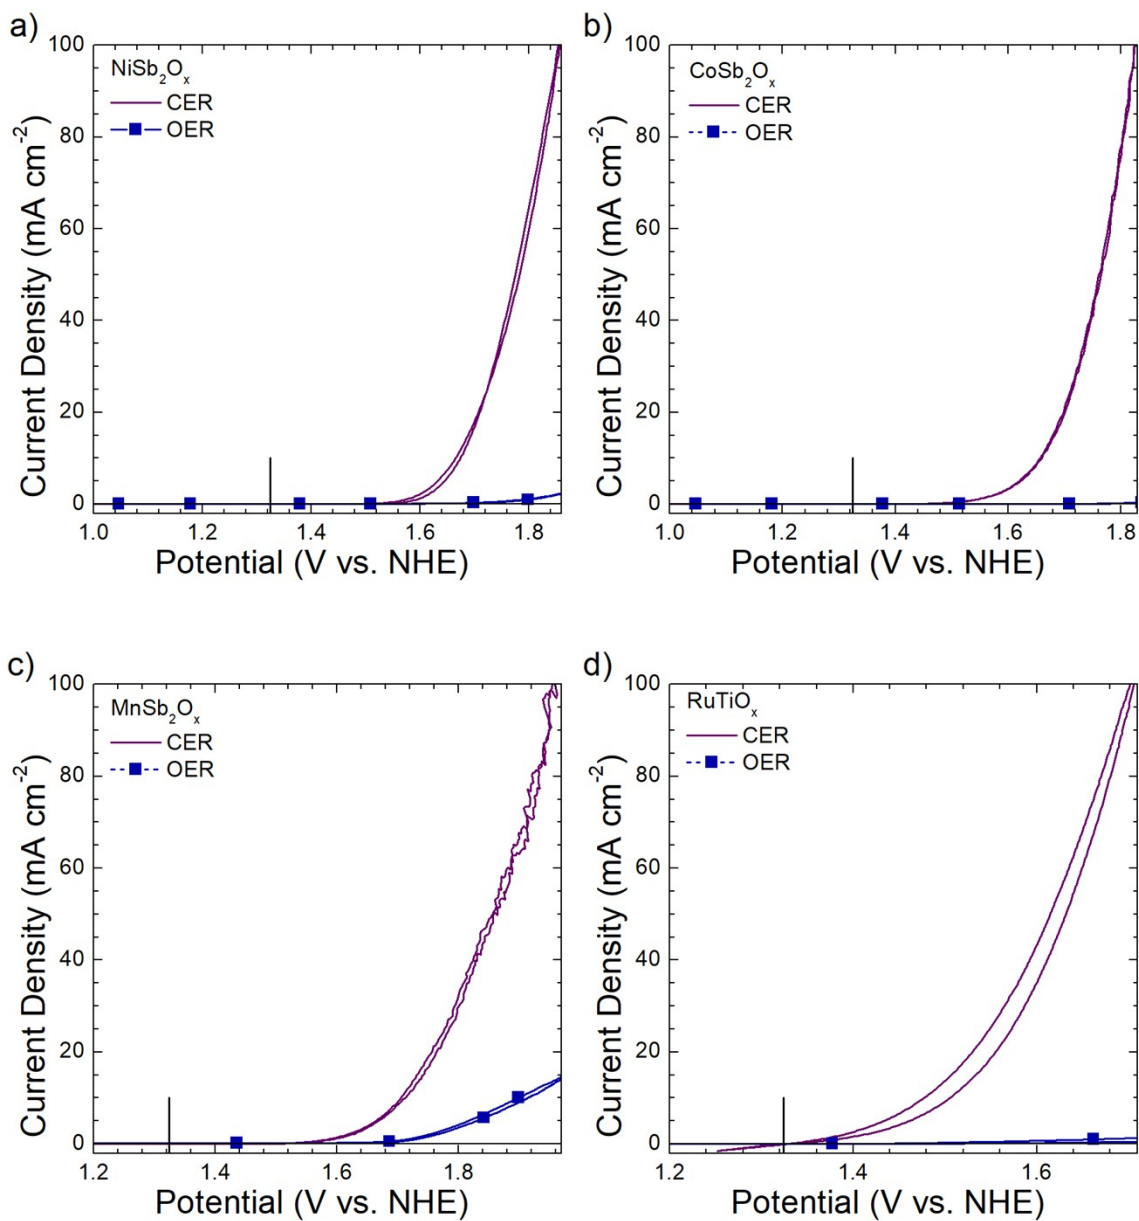 a)
NiSb₂Oₓ
CER
OER
100
80
60
40
20
0
Current Density (mA cm⁻²)
1.0 1.2 1.4 1.6 1.8
Potential (V vs. NHE)
b)
CoSb₂Oₓ
CER
OER
100
80
60
40
20
0
Current Density (mA cm⁻²)
1.0 1.2 1.4 1.6 1.8
Potential (V vs. NHE)
c)
MnSb₂Oₓ
CER
OER
100
80
60
40
20
0
Current Density (mA cm⁻²)
1.2 1.4 1.6 1.8
Potential (V vs. NHE)
d)
RuTiOₓ
CER
OER
100
80
60
40
20
0
Current Density (mA cm⁻²)
1.2 1.4 1.6
Potential (V vs. NHE)